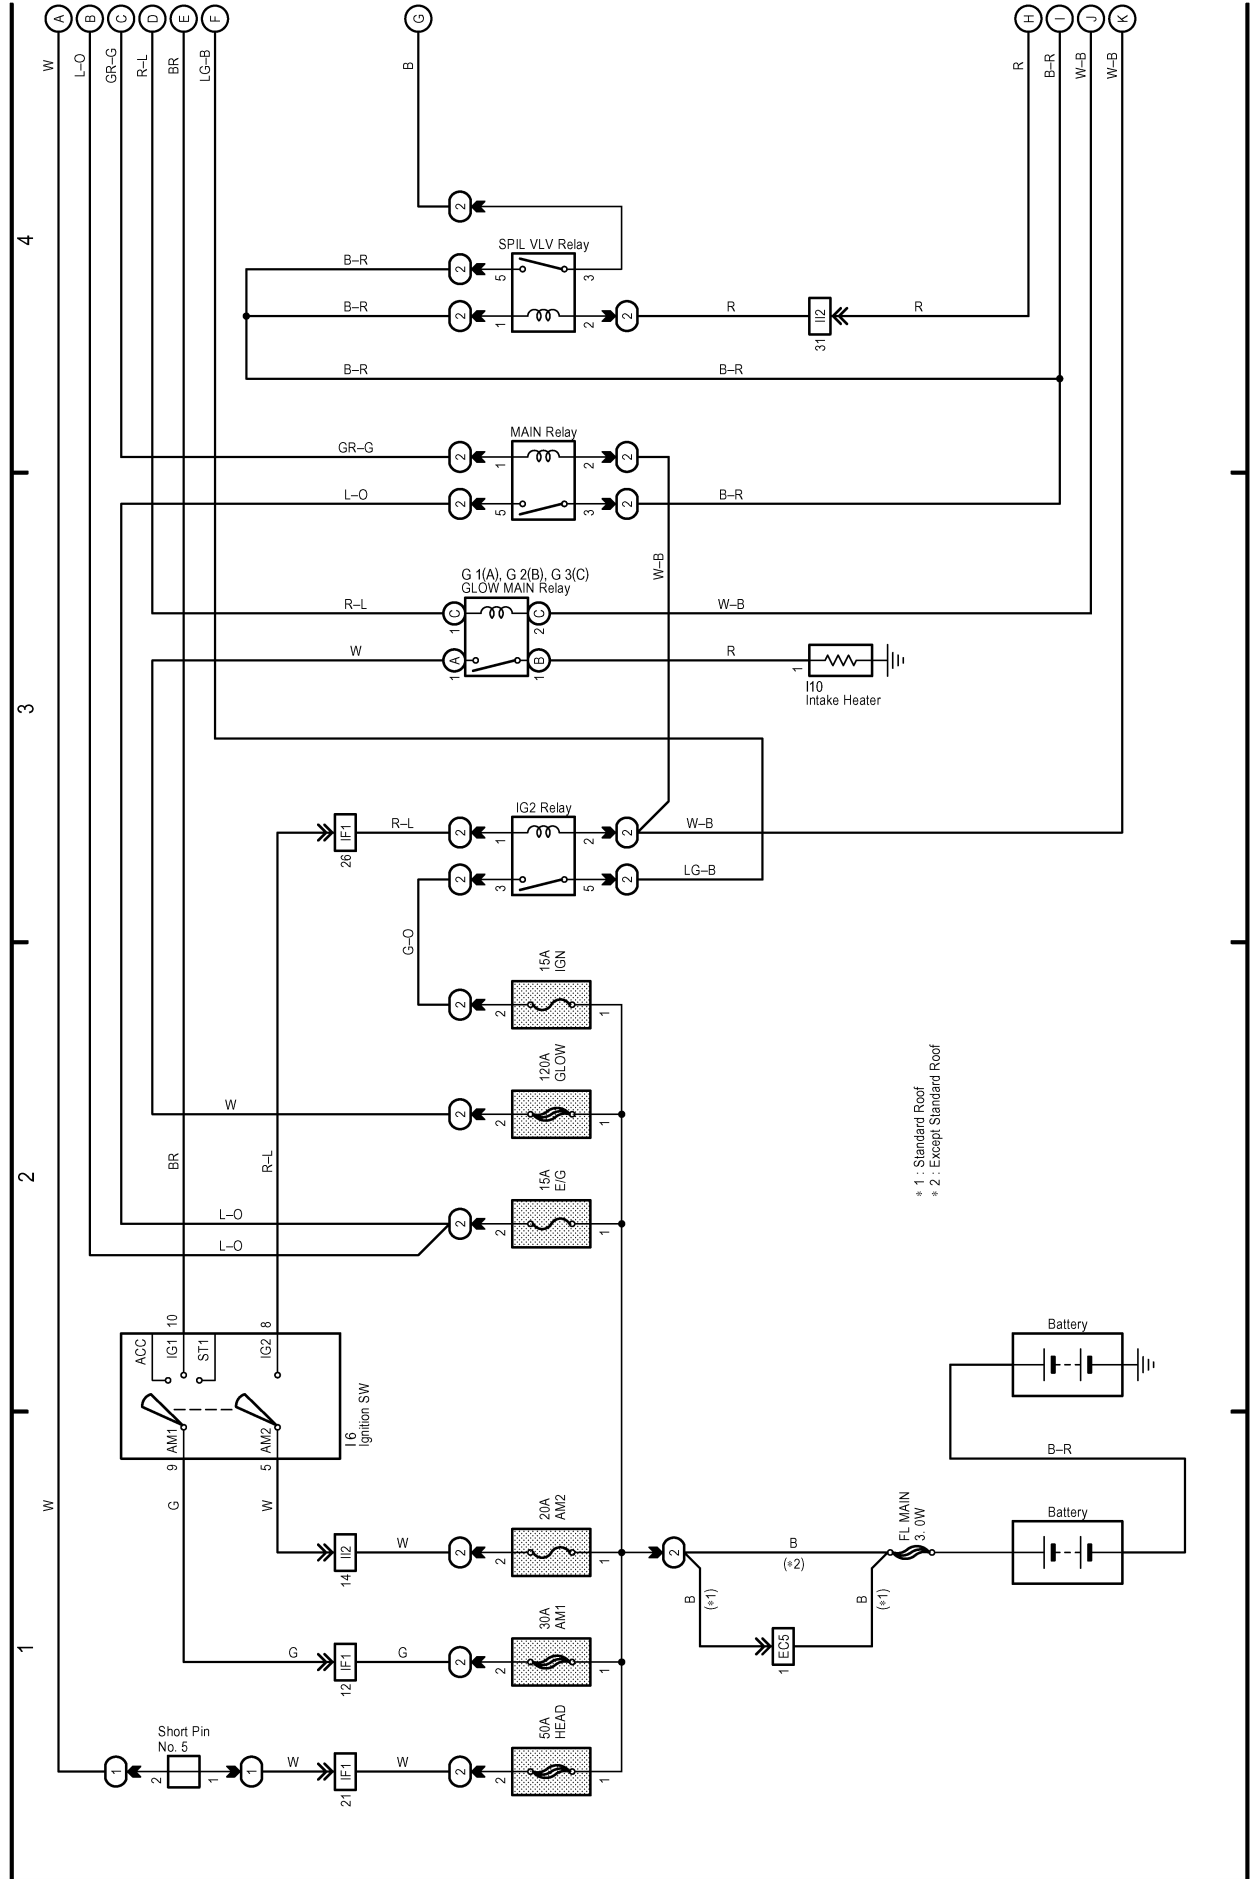 A B C D E F G H I J K
W
L–O
GR–G
R–L
BR
LG–B
B
R
B–R
W–B
W–B
4
2
SPIL VLV Relay
B–R 2 5 3
B–R 2 1 2 2 R II2 R
31
B–R B–R
MAIN Relay
GR–G 2 1 2 2
L–O 2 5 3 2 B–R
W–B
G 1(A), G 2(B), G 3(C)
GLOW MAIN Relay
R–L C C W–B
1 2
W A B R 1
1 1
I10
Intake Heater
3
IG2 Relay
IF1 R–L 2 1 2 2 W–B
26
2 3 5 2 LG–B
G–O
15A
IGN
2 2 1
120A
GLOW
W 2 2 1
BR
R–L
2
15A
E/G
L–O 2 2 1
L–O
∗ 1 : Standard Roof
∗ 2 : Except Standard Roof
10 8
ACC IG1 ST1 IG2
AM1 AM2
9 5
I 6
Ignition SW
Battery
B–R
Battery
W
G
W
20A
AM2
II2 W 2 2 1
14
2 B
(∗2)
FL MAIN
3. 0W
B
(∗1)
B
(∗1)
EC5
1
1
30A
AM1
G IF1 G 2 2 1
12
Short Pin
No. 5
50A
HEAD
1 2 1 1 W IF1 W 2 2 1
21